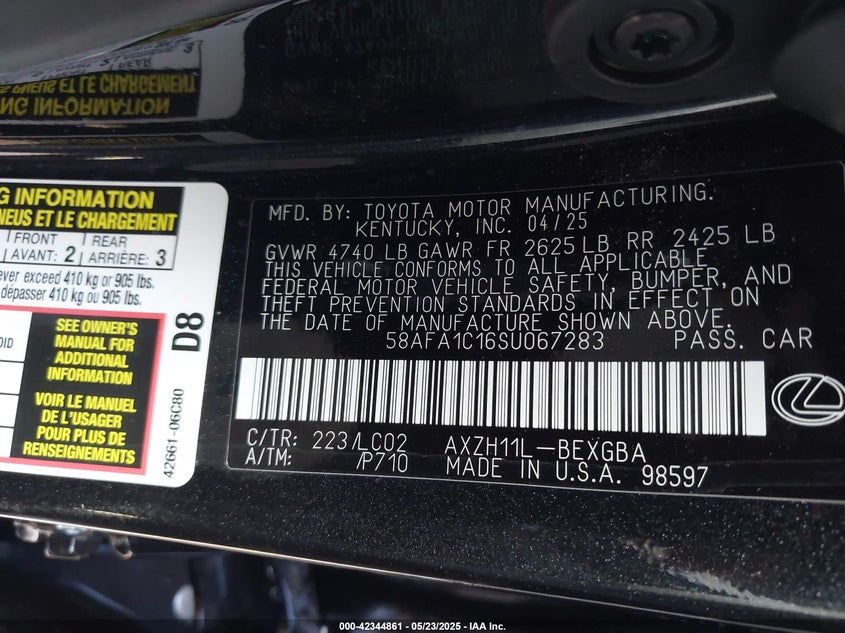 G INFORMATION
NEUS ET LE CHARGEMENT
FRONT REAR
AVANT: 2 ARRIÈRE: 3
ever exceed 410 kg or 905 lbs.
dépasser 410 kg ou 905 lbs.
SEE OWNER'S
MANUAL FOR
ADDITIONAL
INFORMATION
VOIR LE MANUEL
DE L'USAGER
POUR PLUS DE
RENSEIGNEMENTS
D8
42661-06C80
MFD. BY: TOYOTA MOTOR MANUFACTURING.
KENTUCKY, INC. 04/25
GVWR 4740 LB GAWR FR 2625 LB RR 2425 LB
THIS VEHICLE CONFORMS TO ALL APPLICABLE
FEDERAL MOTOR VEHICLE SAFETY, BUMPER, AND
THEFT PREVENTION STANDARDS IN EFFECT ON
THE DATE OF MANUFACTURE SHOWN ABOVE.
58AFA1C16SU067283 PASS. CAR
C/TR: 223/LC02 AXZH11L-BEXGBA
A/TM: /P710 MADE IN U.S.A. 98597
000-42344861 | 05/23/2025 - IAA Inc.